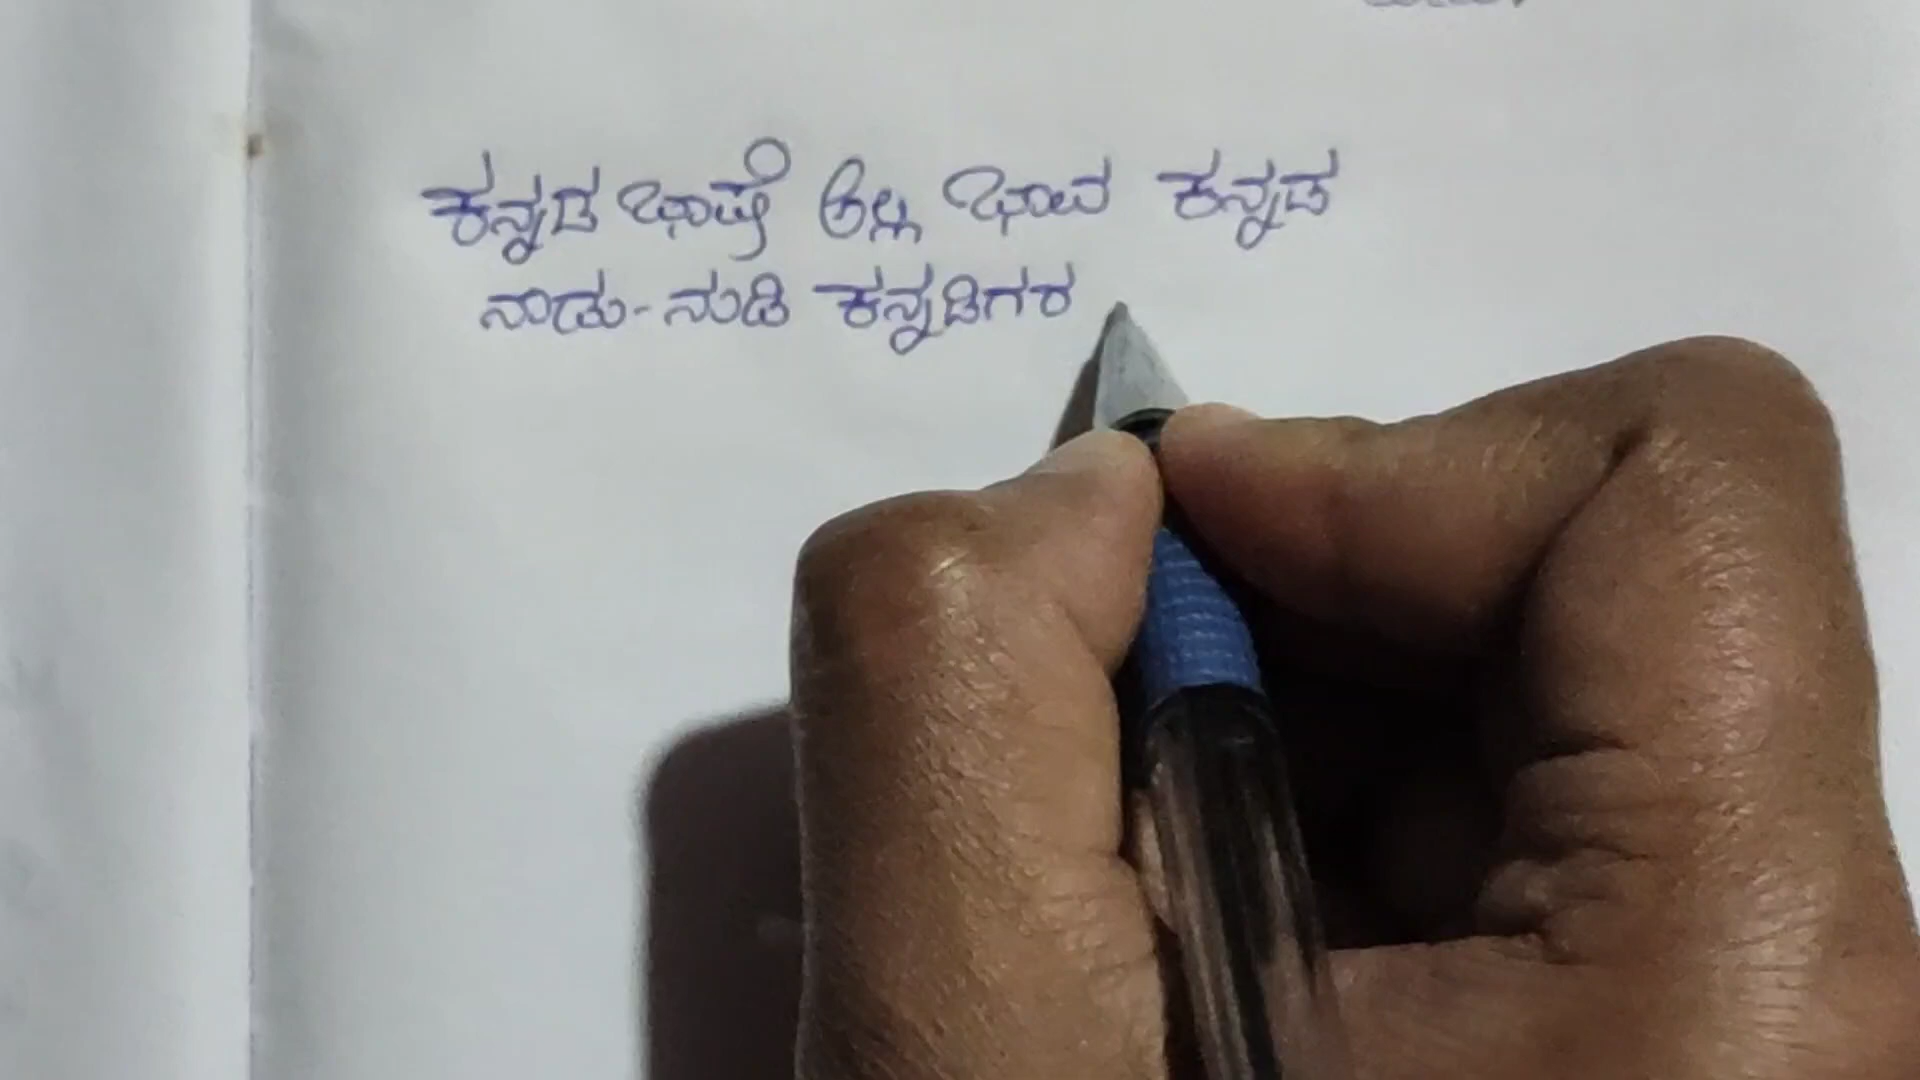 ಕನ್ನಡ ಭಾಷೆ ಅಲ್ಲ ಭಾವ ಕನ್ನಡ
ನಾಡು-ನುಡಿ ಕನ್ನಡಿಗರ